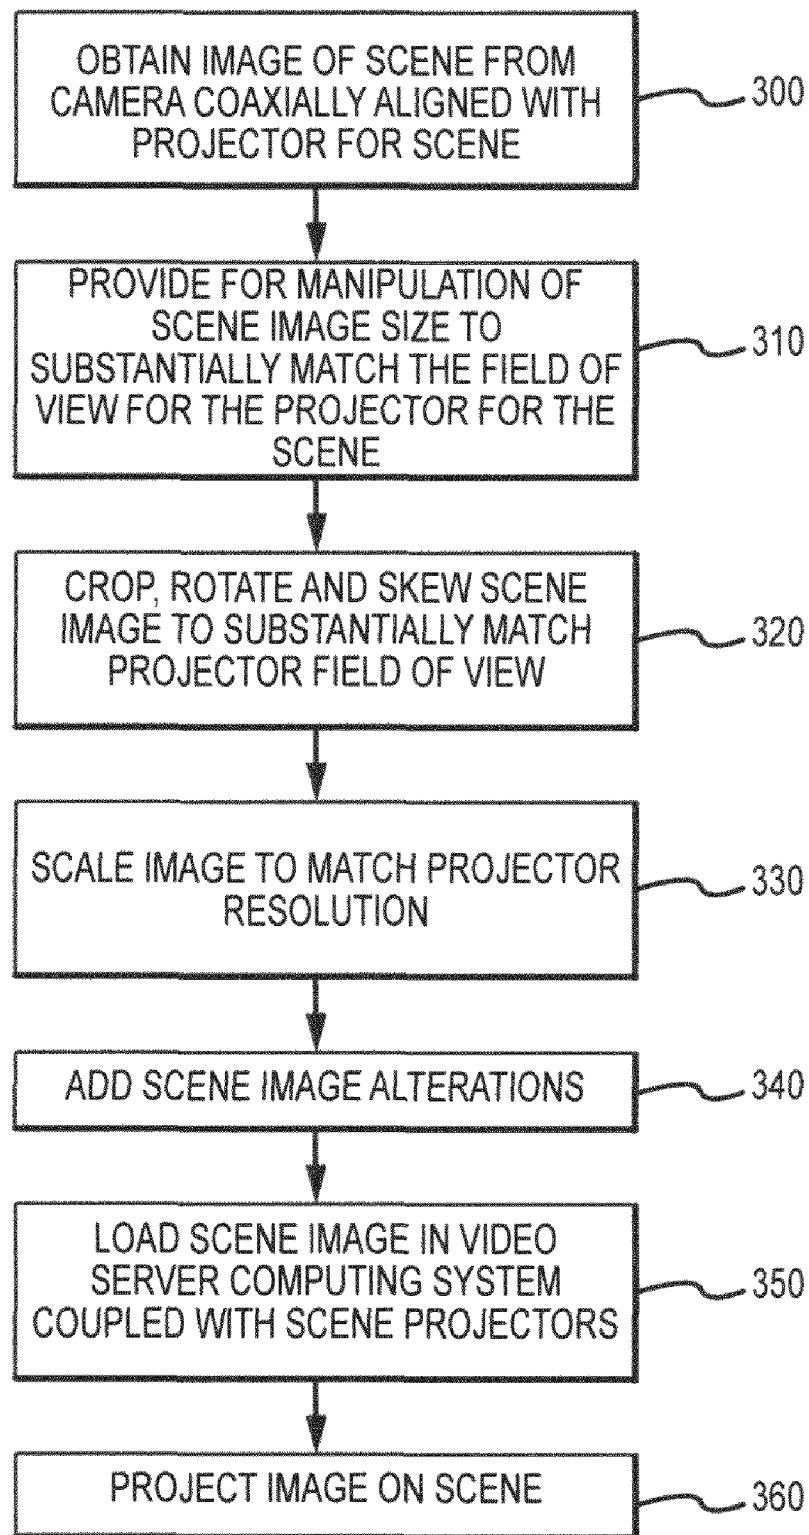 OBTAIN IMAGE OF SCENE FROM
CAMERA COAXIALLY ALIGNED WITH
PROJECTOR FOR SCENE
300
PROVIDE FOR MANIPULATION OF
SCENE IMAGE SIZE TO
SUBSTANTIALLY MATCH THE FIELD OF
VIEW FOR THE PROJECTOR FOR THE
SCENE
310
CROP, ROTATE AND SKEW SCENE
IMAGE TO SUBSTANTIALLY MATCH
PROJECTOR FIELD OF VIEW
320
SCALE IMAGE TO MATCH PROJECTOR
RESOLUTION
330
ADD SCENE IMAGE ALTERATIONS
340
LOAD SCENE IMAGE IN VIDEO
SERVER COMPUTING SYSTEM
COUPLED WITH SCENE PROJECTORS
350
PROJECT IMAGE ON SCENE
360